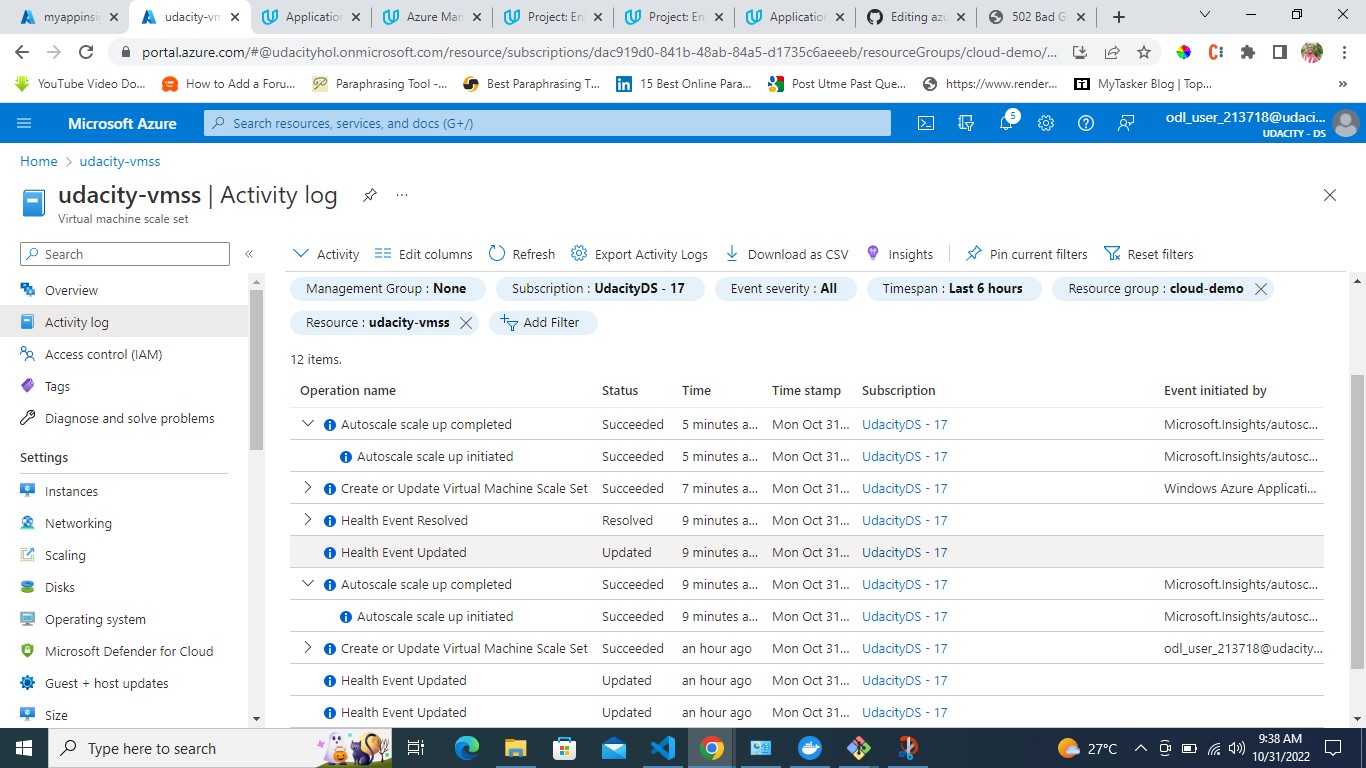 myappinsig
udacity-vm
Application
Azure Man
Project: En
Project: En
Application
Editing azu
502 Bad G
portal.azure.com/#@udacityhol.onmicrosoft.com/resource/subscriptions/dac919d0-841b-48ab-84a5-d1735c6aeeeb/resourceGroups/cloud-demo/...
YouTube Video Do...
How to Add a Foru...
Paraphrasing Tool -...
Best Paraphrasing T...
15 Best Online Para...
Post Utme Past Que...
https://www.render...
MyTasker Blog | Top...
»
Microsoft Azure
Search resources, services, and docs (G+/)
5
odl_user_213718@udaci...
UDACITY - DS
Home > udacity-vmss
udacity-vmss | Activity log
...
Virtual machine scale set
Search
«
Activity
Edit columns
Refresh
Export Activity Logs
Download as CSV
Insights
Pin current filters
Reset filters
Overview
Activity log
Access control (IAM)
Tags
Diagnose and solve problems
Settings
Instances
Networking
Scaling
Disks
Operating system
Microsoft Defender for Cloud
Guest + host updates
Size
Management Group : None
Subscription : UdacityDS - 17
Event severity : All
Timespan : Last 6 hours
Resource group : cloud-demo
Resource : udacity-vmss
Add Filter
12 items.
Operation name Status Time Time stamp Subscription Event initiated by
Autoscale scale up completed Succeeded 5 minutes a... Mon Oct 31... UdacityDS - 17 Microsoft.Insights/autosc...
Autoscale scale up initiated Succeeded 5 minutes a... Mon Oct 31... UdacityDS - 17 Microsoft.Insights/autosc...
Create or Update Virtual Machine Scale Set Succeeded 7 minutes a... Mon Oct 31... UdacityDS - 17 Windows Azure Applicati...
Health Event Resolved Resolved 9 minutes a... Mon Oct 31... UdacityDS - 17
Health Event Updated Updated 9 minutes a... Mon Oct 31... UdacityDS - 17
Autoscale scale up completed Succeeded 9 minutes a... Mon Oct 31... UdacityDS - 17 Microsoft.Insights/autosc...
Autoscale scale up initiated Succeeded 9 minutes a... Mon Oct 31... UdacityDS - 17 Microsoft.Insights/autosc...
Create or Update Virtual Machine Scale Set Succeeded an hour ago Mon Oct 31... UdacityDS - 17 odl_user_213718@udacity...
Health Event Updated Updated an hour ago Mon Oct 31... UdacityDS - 17
Health Event Updated Updated an hour ago Mon Oct 31... UdacityDS - 17
Type here to search
27°C
9:38 AM
10/31/2022